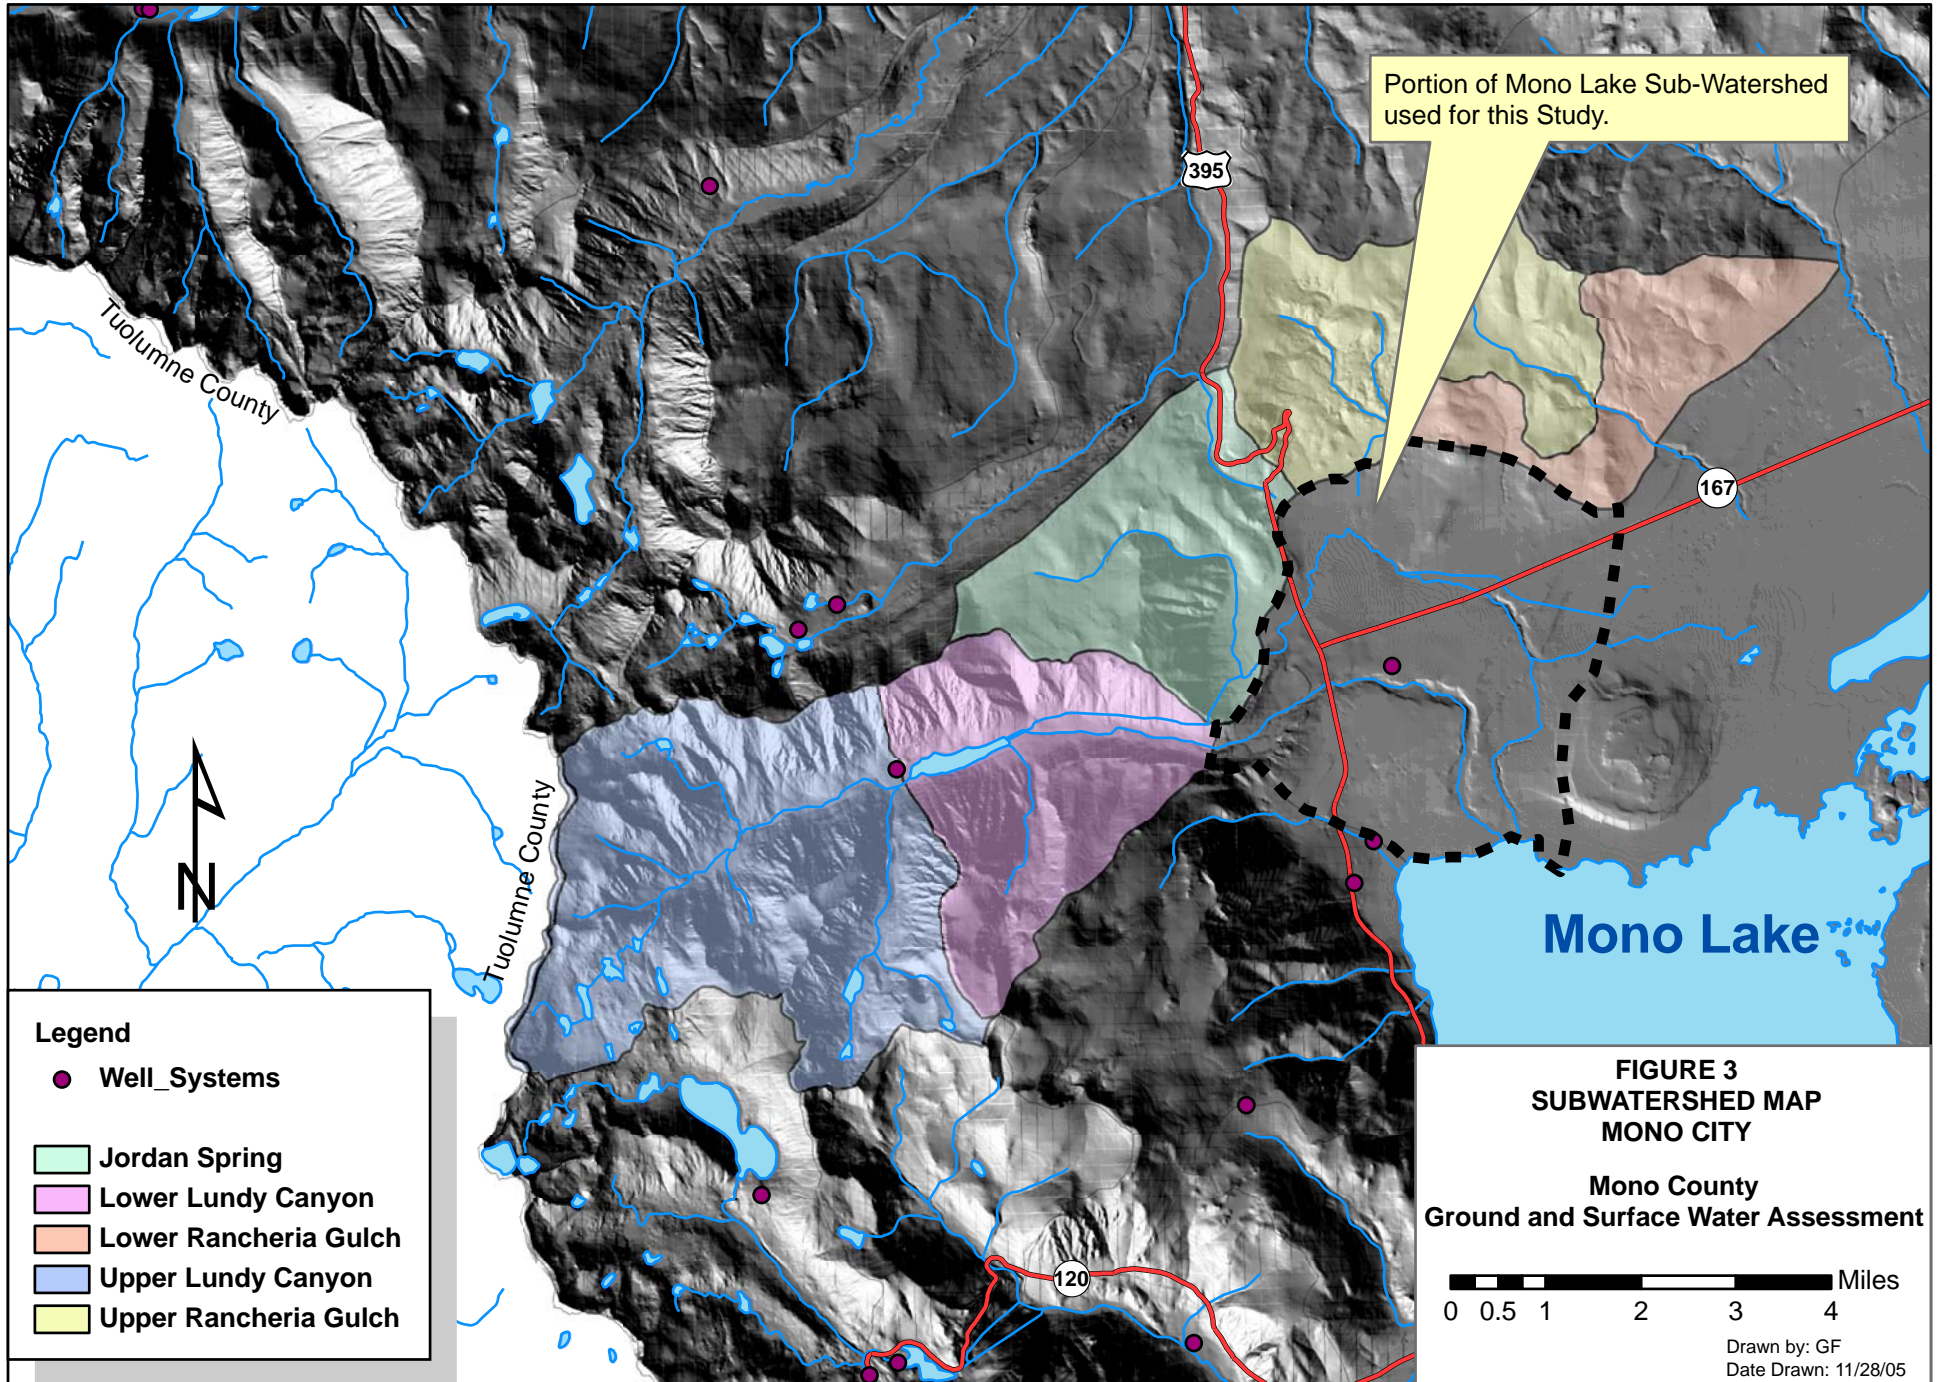 Portion of Mono Lake Sub-Watershed
used for this Study.
395
Tuolumne County
167
Tuolumne County
Mono Lake
N
120
Legend
Well_Systems
Jordan Spring
Lower Lundy Canyon
Lower Rancheria Gulch
Upper Lundy Canyon
Upper Rancheria Gulch
FIGURE 3
SUBWATERSHED MAP
MONO CITY
Mono County
Ground and Surface Water Assessment
Miles
0 0.5 1 2 3 4
Drawn by: GF
Date Drawn: 11/28/05